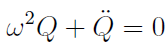 ω²Q + Q̈ = 0